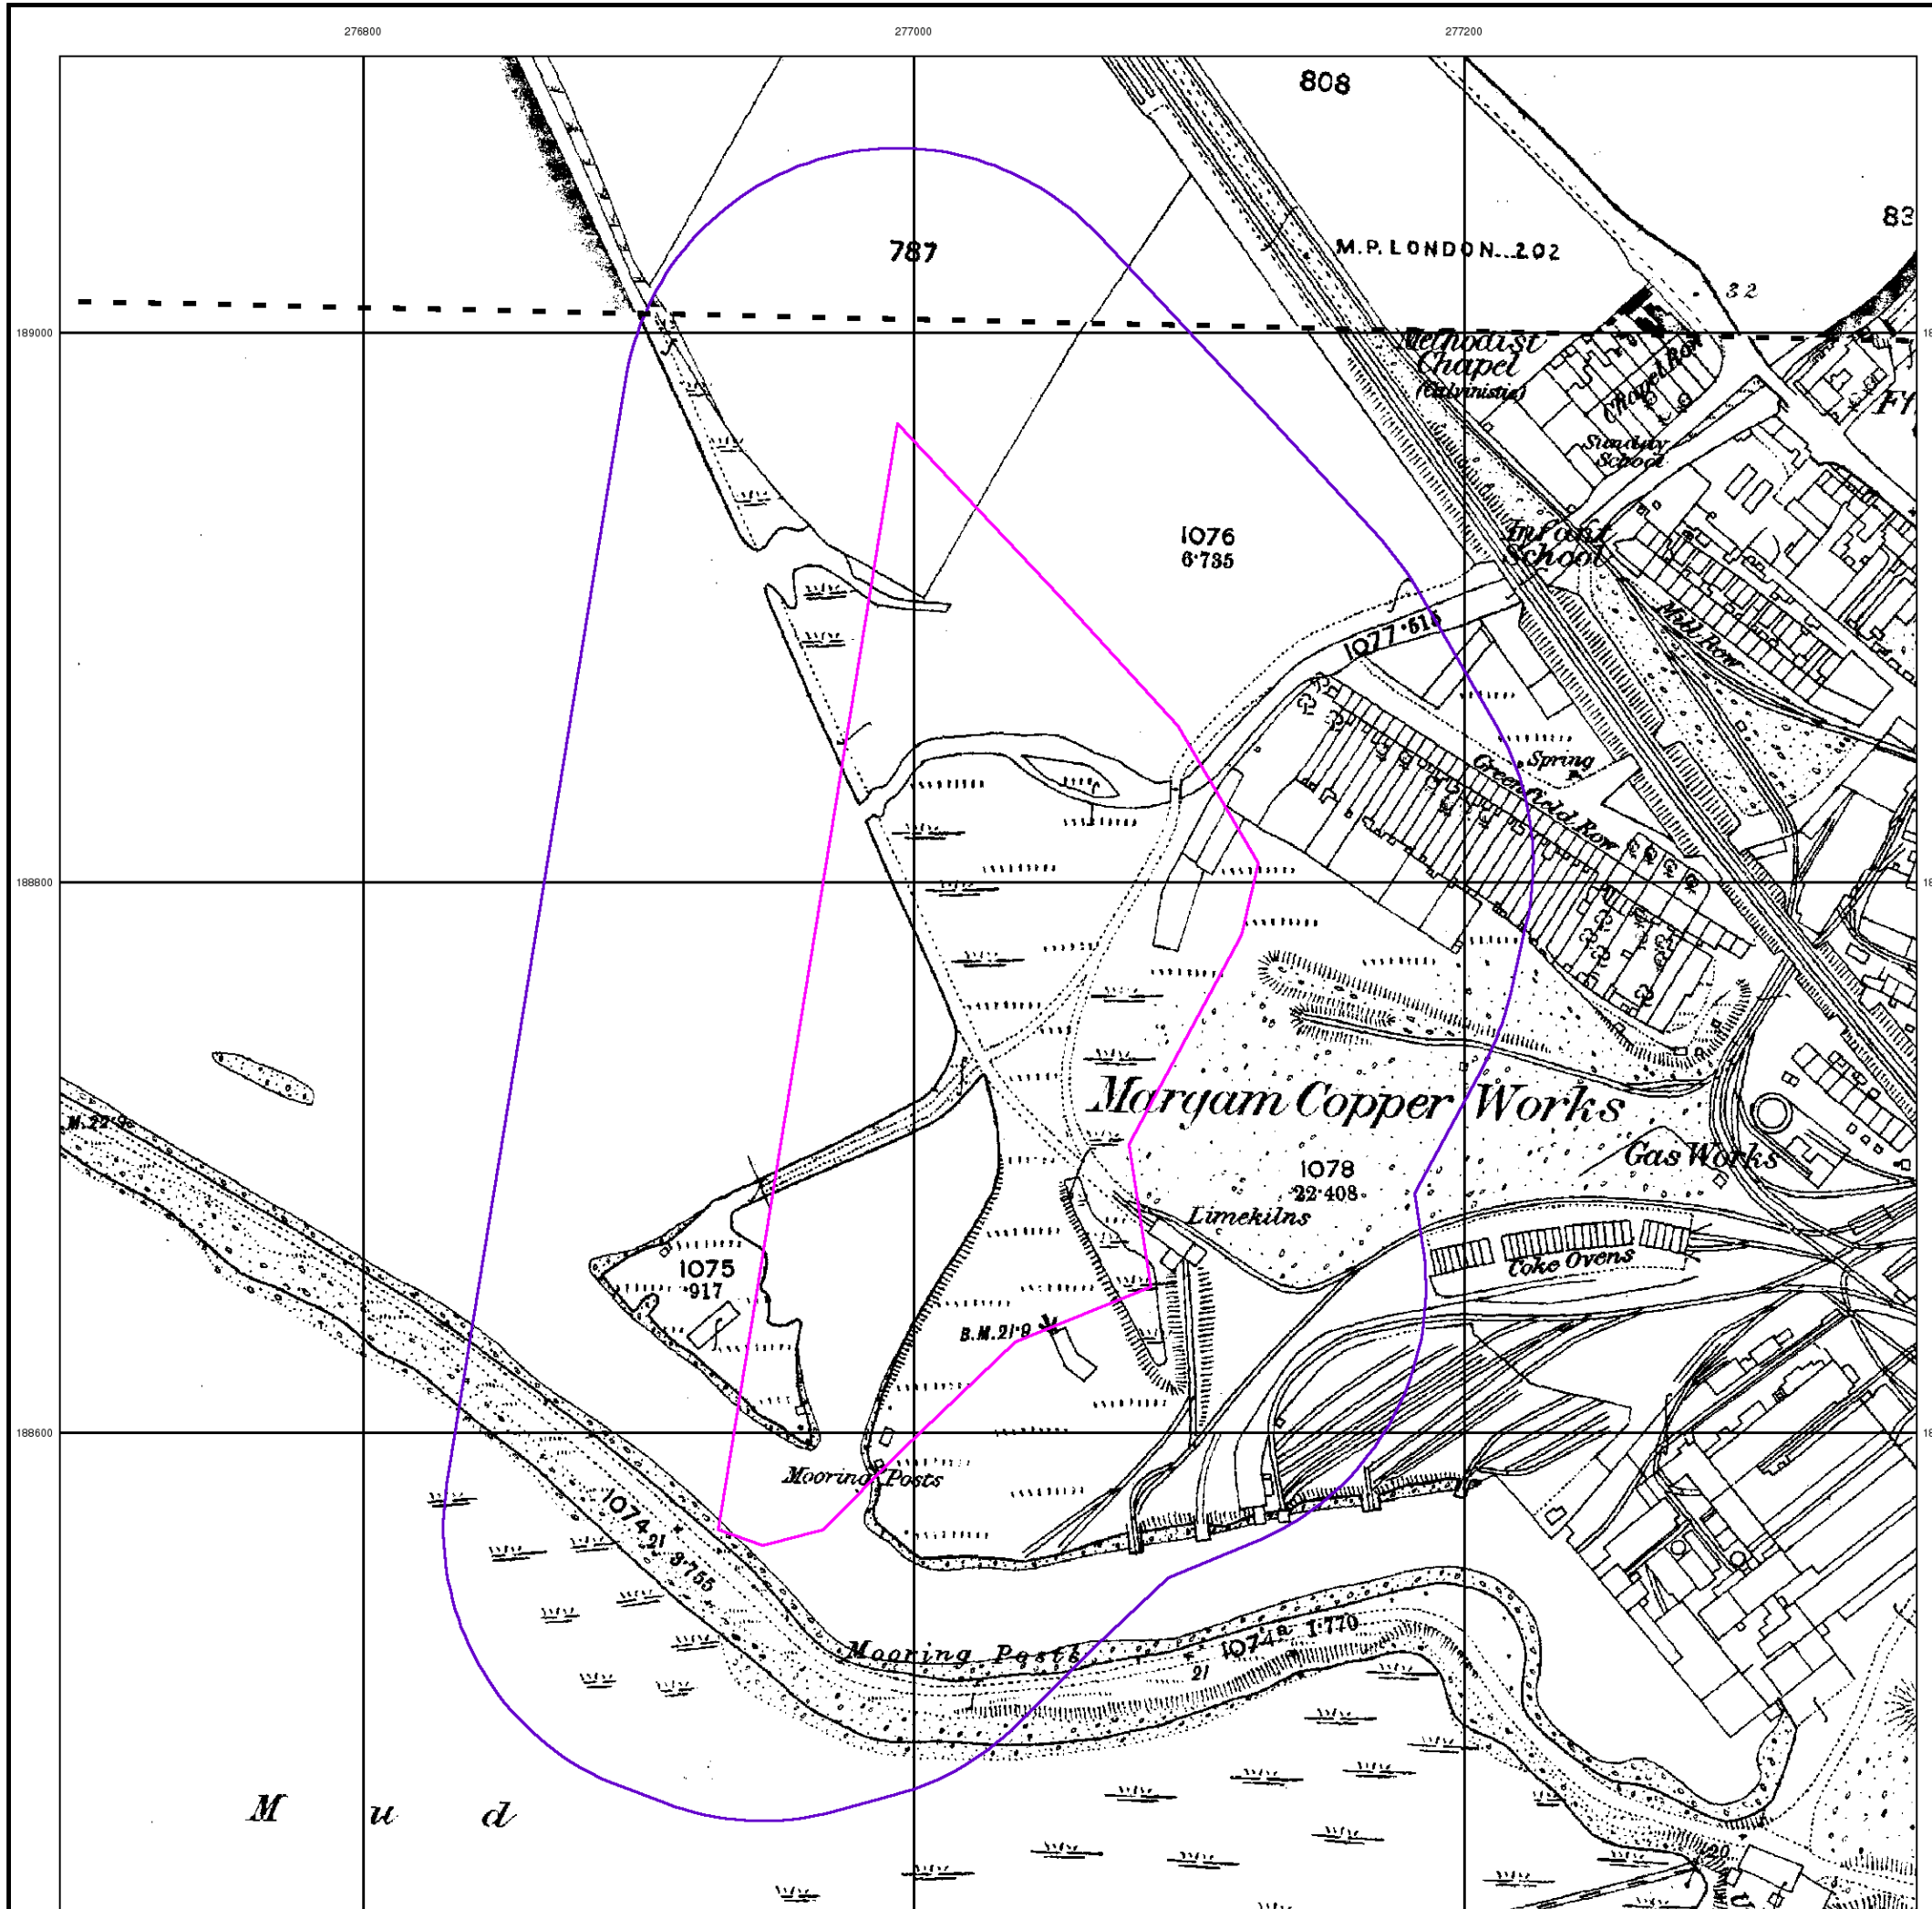 276800 277000 277200
808
83
787
M.P. LONDON...202
32
189000
Methodist
Chapel
(Calvinistic)
Chapel Row
Sunday
School
1076
6·735
Infant
School
1077
Mill Row
Spring
Greenfield Row
188800
Margam Copper Works
1078
22·408
Gas Works
Limekilns
Coke Ovens
1075
·917
B.M. 21·9
188600
Mooring Posts
1074
21
3·755
Mooring Posts
1074a 1·770
21
Mud
20